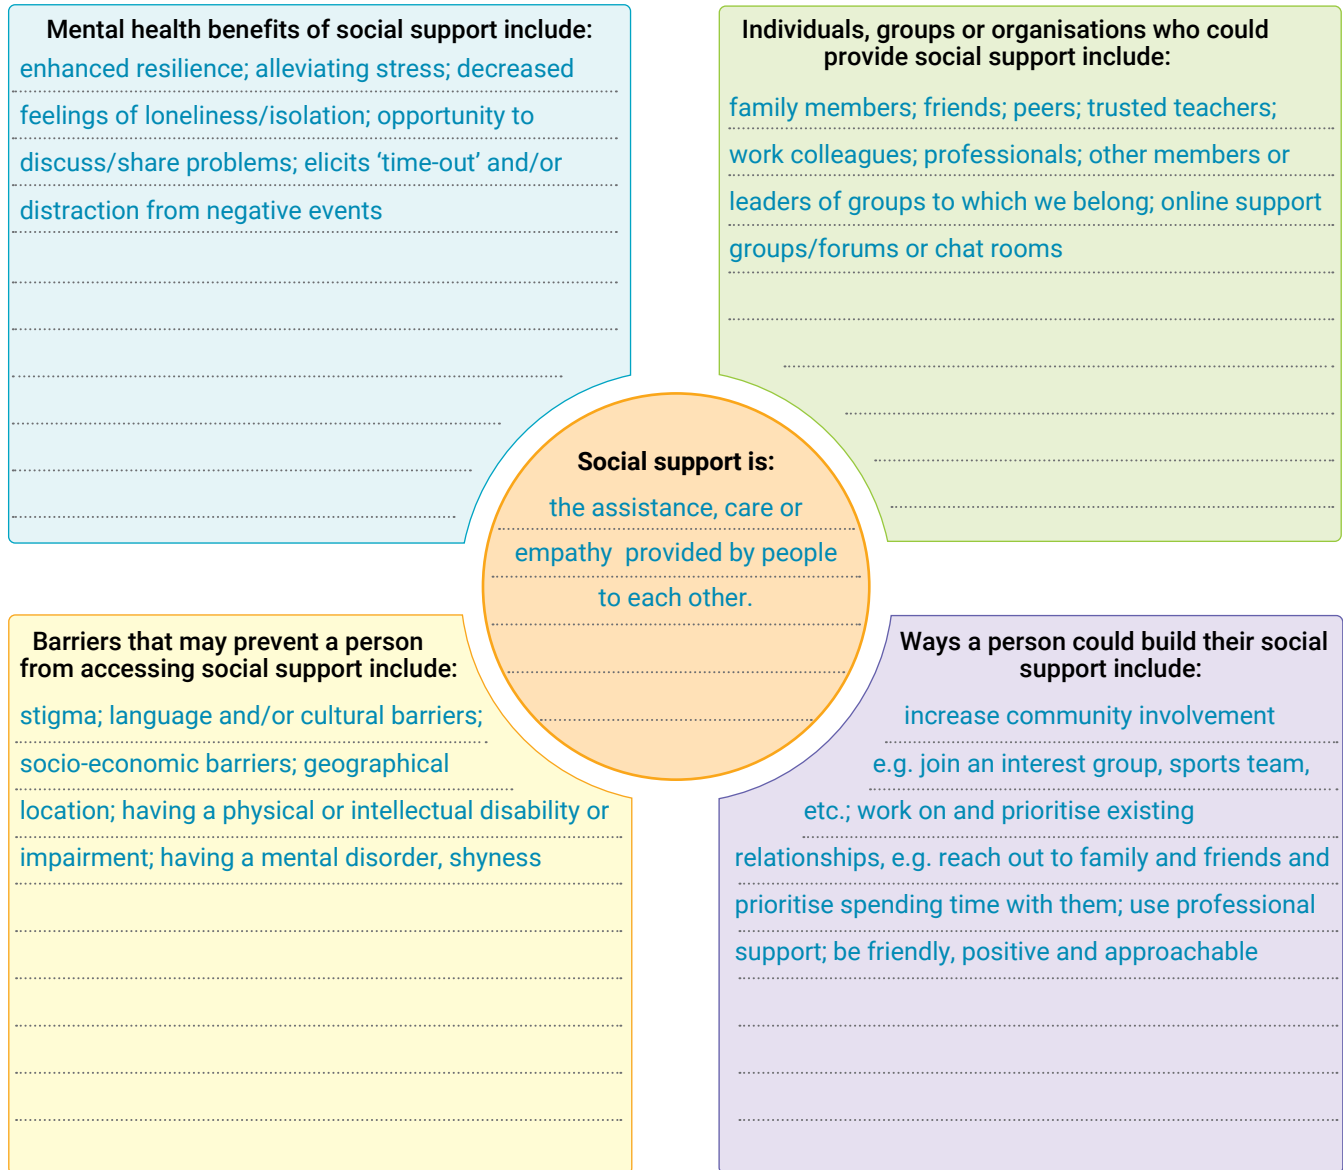 Mental health benefits of social support include:
enhanced resilience; alleviating stress; decreased
feelings of loneliness/isolation; opportunity to
discuss/share problems; elicits ‘time-out’ and/or
distraction from negative events
Individuals, groups or organisations who could
provide social support include:
family members; friends; peers; trusted teachers;
work colleagues; professionals; other members or
leaders of groups to which we belong; online support
groups/forums or chat rooms
Social support is:
the assistance, care or
empathy provided by people
to each other.
Barriers that may prevent a person
from accessing social support include:
stigma; language and/or cultural barriers;
socio-economic barriers; geographical
location; having a physical or intellectual disability or
impairment; having a mental disorder, shyness
Ways a person could build their social
support include:
increase community involvement
e.g. join an interest group, sports team,
etc.; work on and prioritise existing
relationships, e.g. reach out to family and friends and
prioritise spending time with them; use professional
support; be friendly, positive and approachable